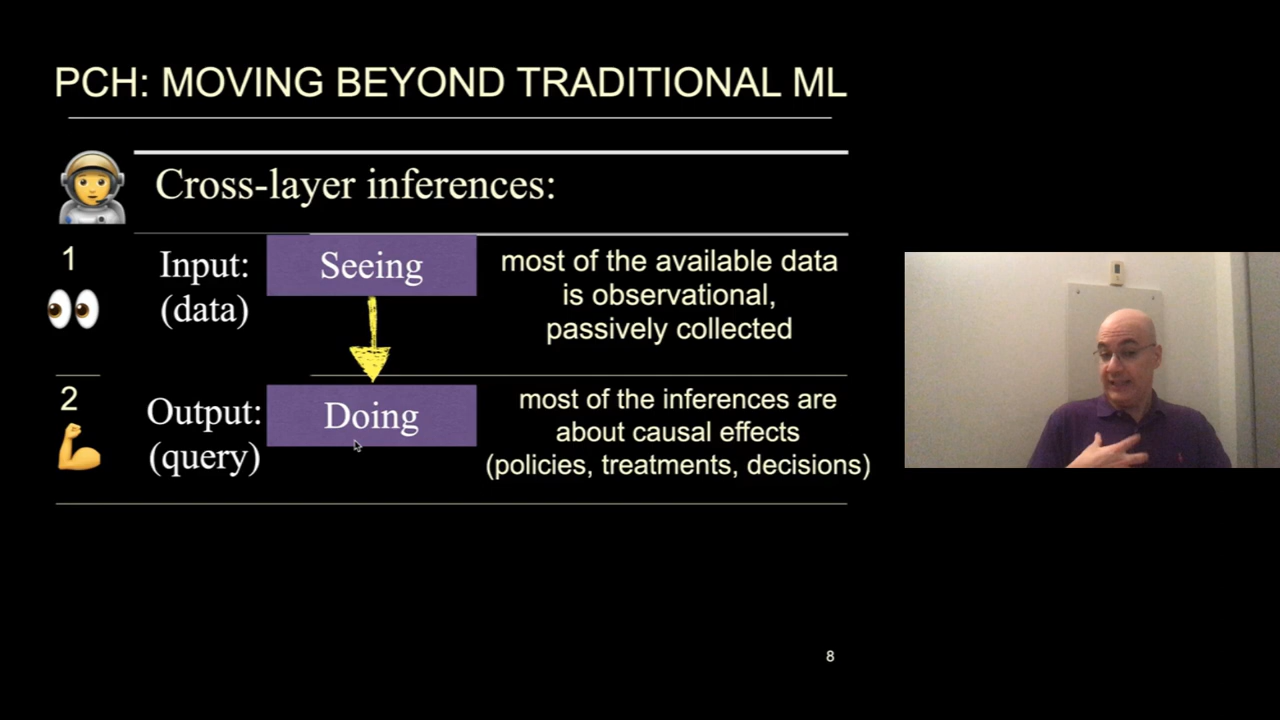 PCH: MOVING BEYOND TRADITIONAL ML
Cross-layer inferences:
1
Input:
(data)
Seeing
most of the available data
is observational,
passively collected
2
Output:
(query)
Doing
most of the inferences are
about causal effects
(policies, treatments, decisions)
8